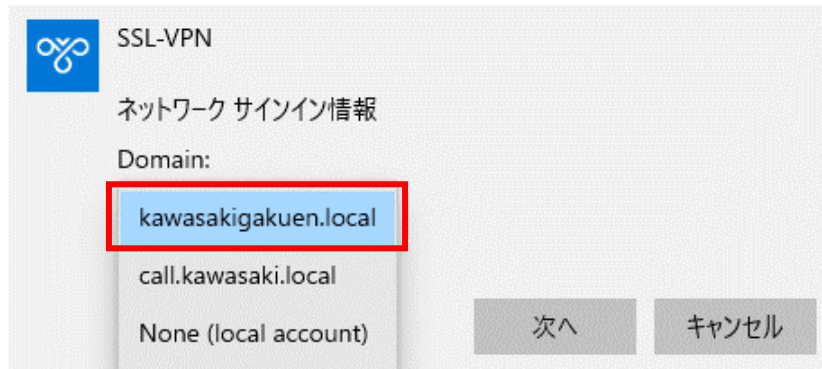 SSL-VPN
ネットワーク サインイン情報
Domain:
kawasakigakuen.local
call.kawasaki.local
None (local account)
次へ
キャンセル